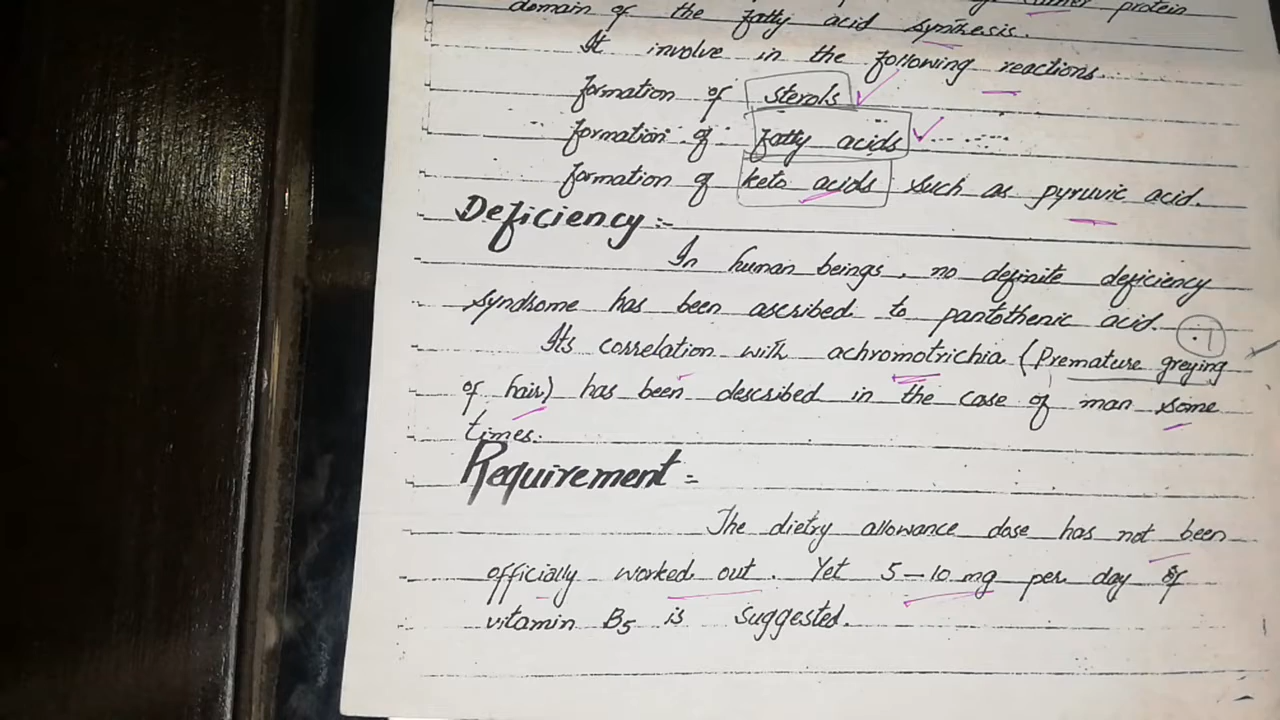 other protein
domain of the fatty acid synthesis.
It involve in the following reactions.
formation of sterols
formation of fatty acids
formation of keto acids such as pyruvic acid.
Deficiency :-
In human beings, no definite deficiency
syndrome has been ascribed to pantothenic acid.
Its correlation with achromotrichia (Premature greying
of hair) has been described in the case of man some
times.
Requirement -
The dietry allowance dose has not been
officially worked out. Yet 5-10 mg per day of
vitamin B5 is suggested.